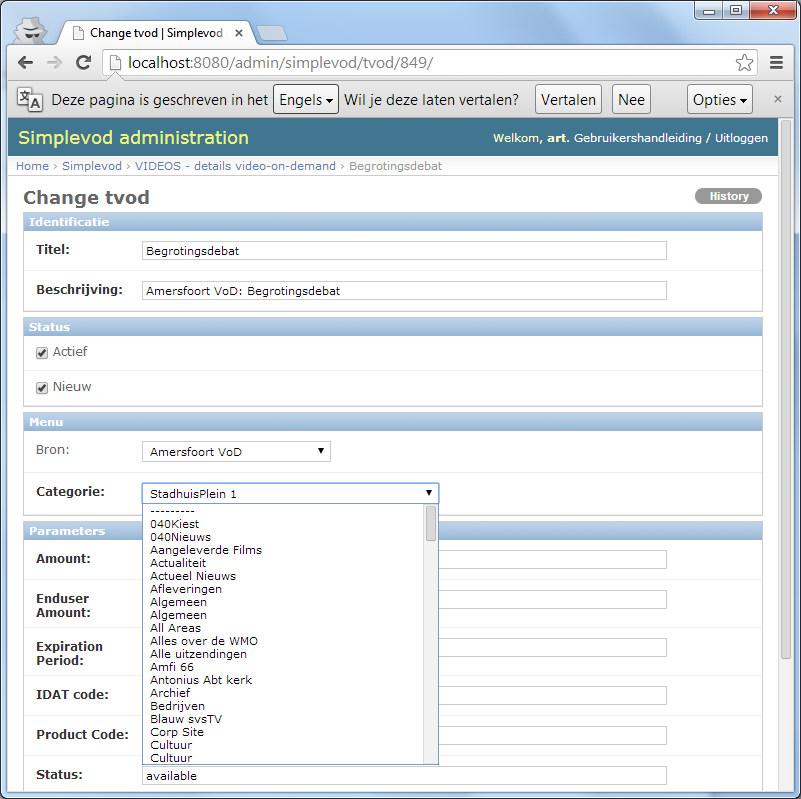 Change tvod | Simplevod
localhost:8080/admin/simplevod/tvod/849/
Deze pagina is geschreven in het Engels Wil je deze laten vertalen? Vertalen Nee Opties
Simplevod administration
Welkom, art. Gebruikershandleiding / Uitloggen
Home › Simplevod › VIDEOS - details video-on-demand › Begrotingsdebat
Change tvod
History
Identificatie
Titel: Begrotingsdebat
Beschrijving: Amersfoort VoD: Begrotingsdebat
Status
Actief
Nieuw
Menu
Bron: Amersfoort VoD
Categorie: StadhuisPlein 1
---------
040Kiest
040Nieuws
Aangeleverde Films
Actualiteit
Actueel Nieuws
Afleveringen
Algemeen
Algemeen
All Areas
Alles over de WMO
Alle uitzendingen
Amfi 66
Antonius Abt kerk
Archief
Bedrijven
Blauw svsTV
Corp Site
Cultuur
Cultuur
Parameters
Amount:
Enduser
Amount:
Expiration
Period:
IDAT code:
Product Code:
Status: available